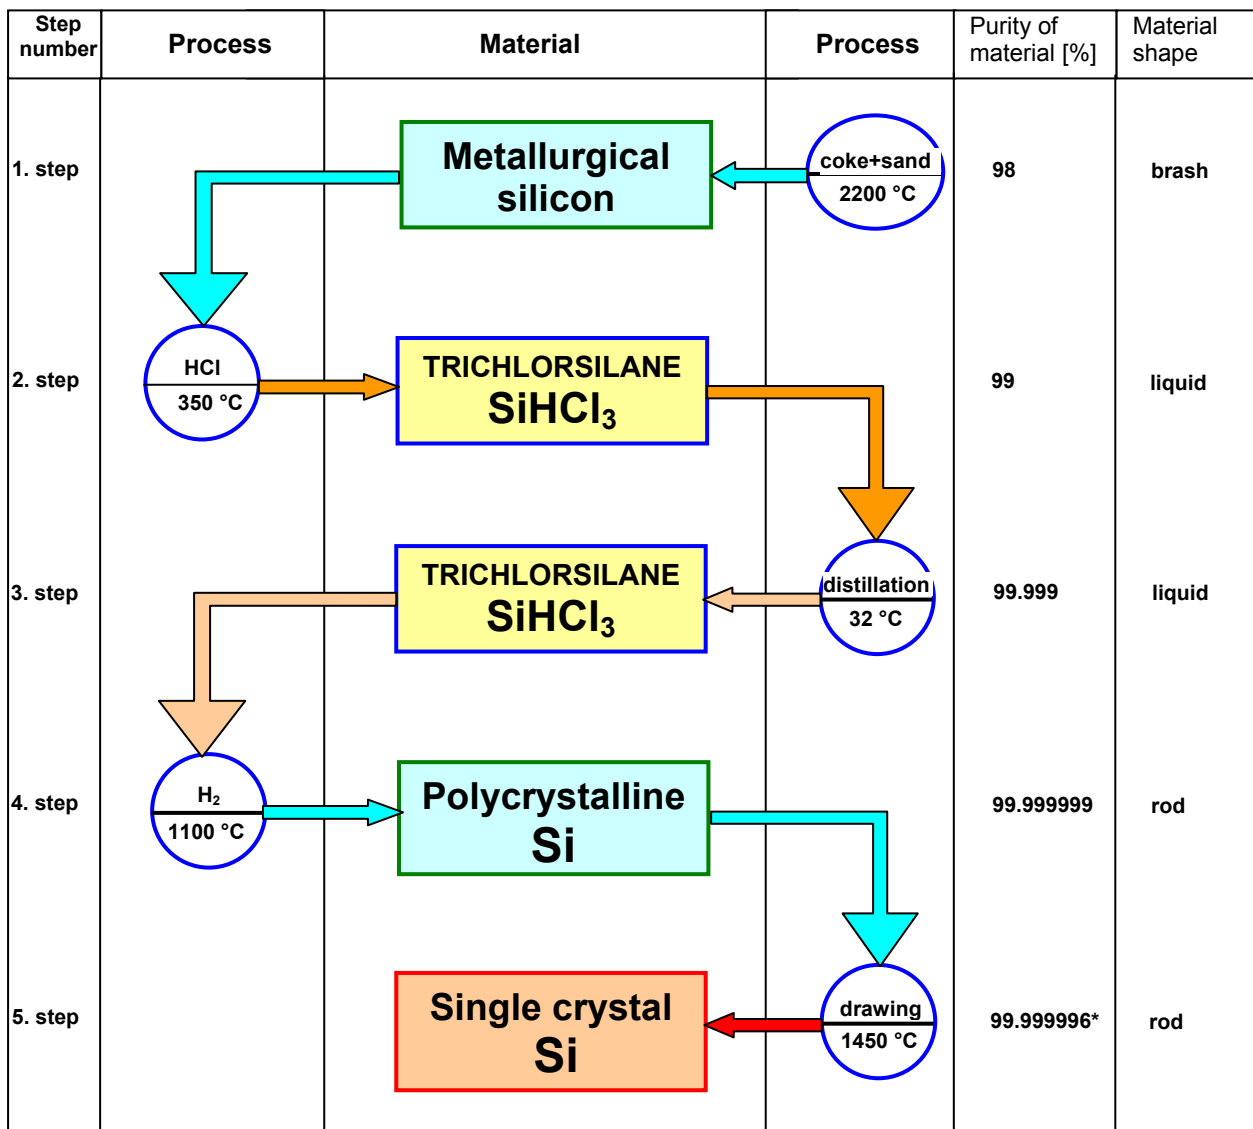 Step number
Process
Material
Process
Purity of material [%]
Material shape
1. step
Metallurgical
silicon
coke+sand
2200 °C
98
brash
2. step
HCl
350 °C
TRICHLORSILANE
SiHCl₃
99
liquid
3. step
TRICHLORSILANE
SiHCl₃
distillation
32 °C
99.999
liquid
4. step
H₂
1100 °C
Polycrystalline
Si
99.999999
rod
5. step
Single crystal
Si
drawing
1450 °C
99.999996*
rod